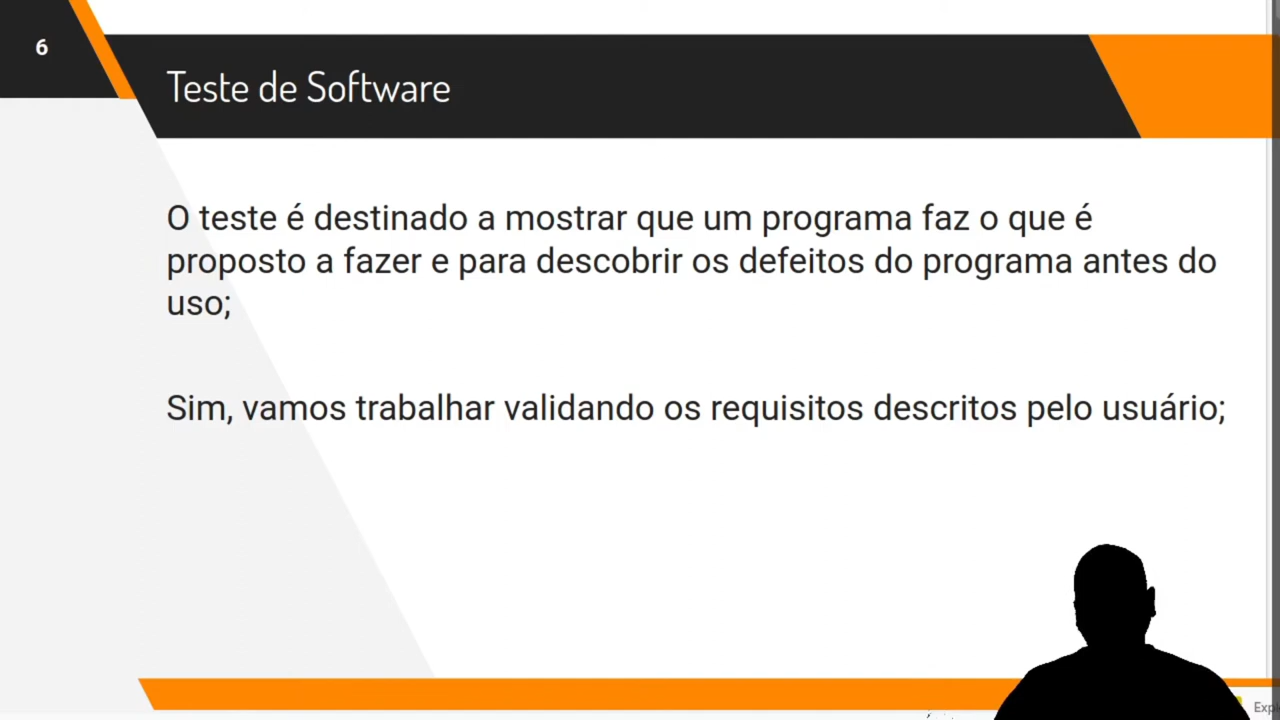 6
Teste de Software
O teste é destinado a mostrar que um programa faz o que é
proposto a fazer e para descobrir os defeitos do programa antes do
uso;
Sim, vamos trabalhar validando os requisitos descritos pelo usuário;